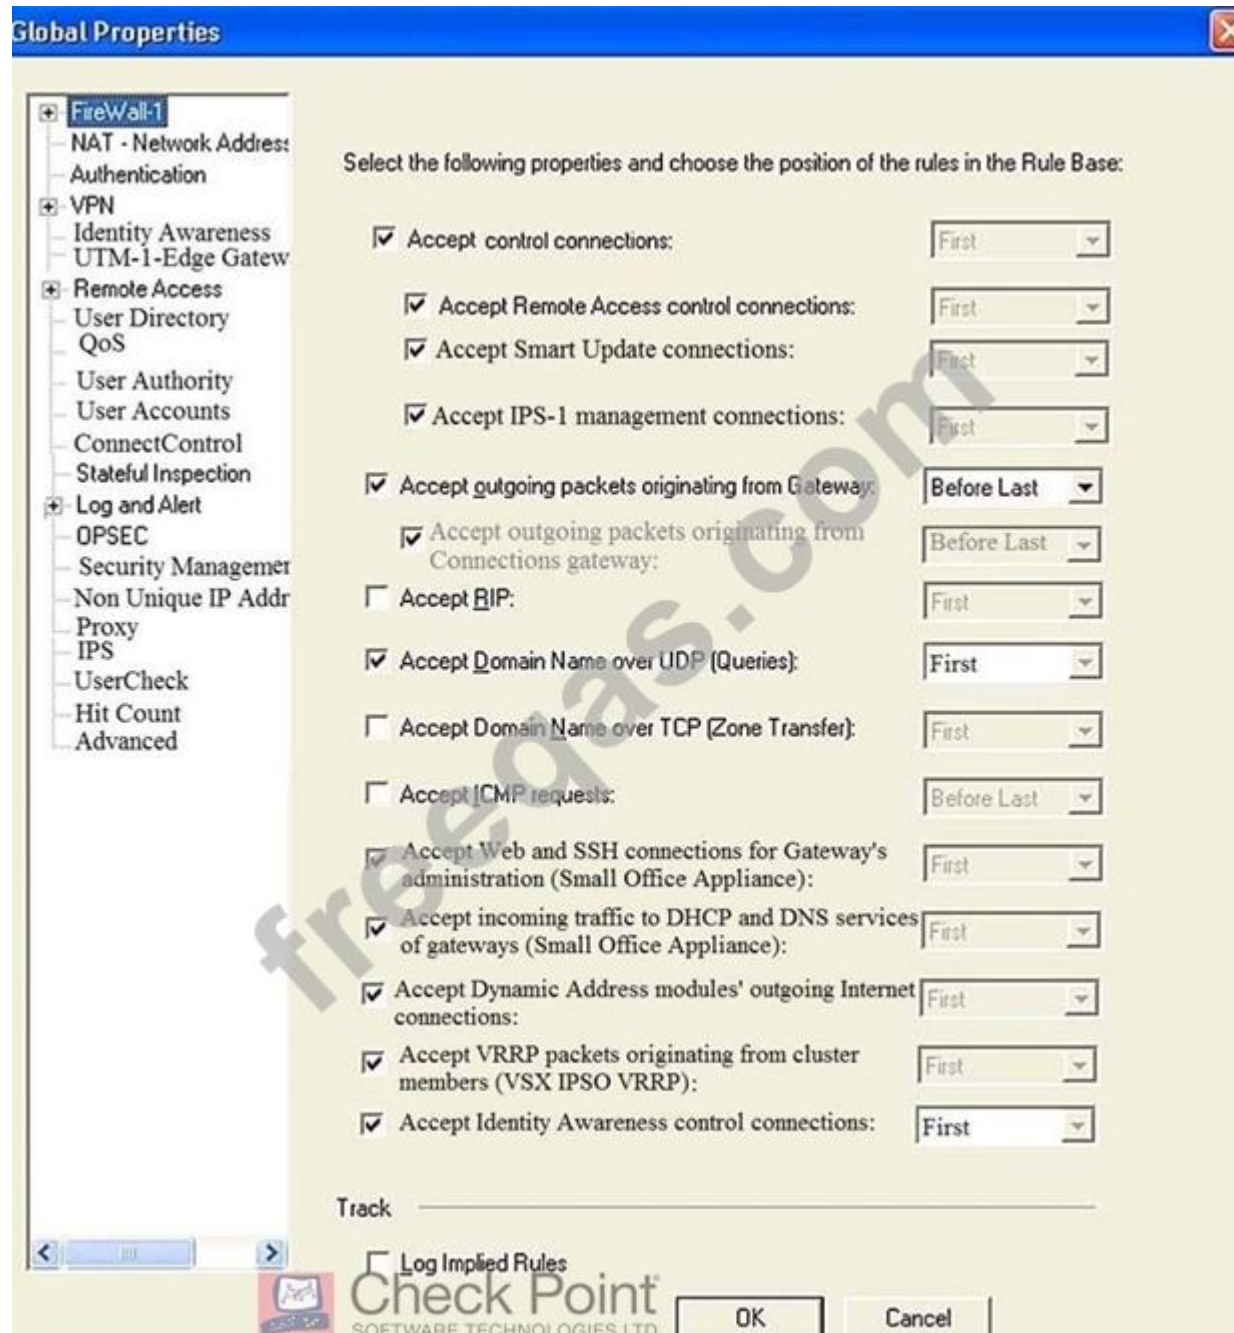 Global Properties
FireWall-1
NAT - Network Address
Authentication
VPN
Identity Awareness
UTM-1-Edge Gatew
Remote Access
User Directory
QoS
User Authority
User Accounts
ConnectControl
Stateful Inspection
Log and Alert
OPSEC
Security Managemer
Non Unique IP Addr
Proxy
IPS
UserCheck
Hit Count
Advanced
Select the following properties and choose the position of the rules in the Rule Base:
Accept control connections: First
Accept Remote Access control connections: First
Accept Smart Update connections: First
Accept IPS-1 management connections: First
Accept outgoing packets originating from Gateway: Before Last
Accept outgoing packets originating from
Connections gateway: Before Last
Accept RIP: First
Accept Domain Name over UDP (Queries): First
Accept Domain Name over TCP (Zone Transfer): First
Accept ICMP requests: Before Last
Accept Web and SSH connections for Gateway's
administration (Small Office Appliance): First
Accept incoming traffic to DHCP and DNS services
of gateways (Small Office Appliance): First
Accept Dynamic Address modules' outgoing Internet
connections: First
Accept VRRP packets originating from cluster
members (VSX IPSO VRRP): First
Accept Identity Awareness control connections: First
Track
Log Implied Rules
Check Point
SOFTWARE TECHNOLOGIES LTD.
OK
Cancel
freeqas.com